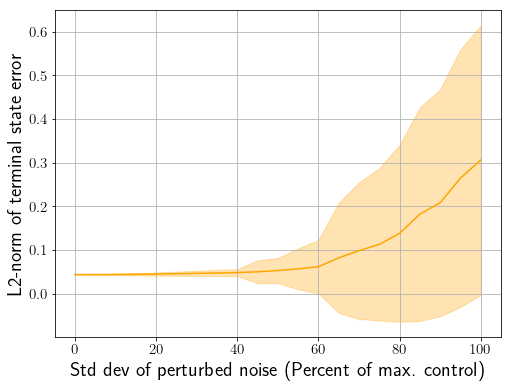 L2-norm of terminal state error
0.6
0.5
0.4
0.3
0.2
0.1
0.0
0 20 40 60 80 100
Std dev of perturbed noise (Percent of max. control)